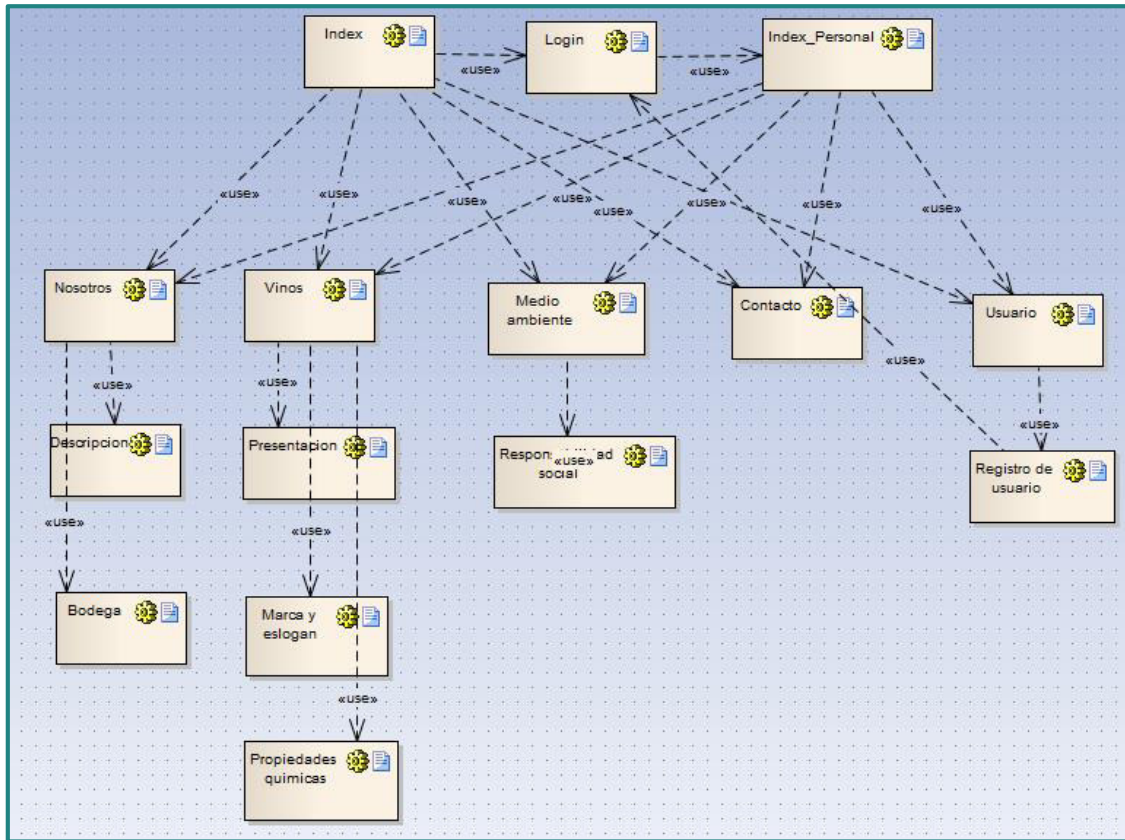 Index
Login
Index_Personal
«use»
«use»
«use»
«use»
«use»
«use»
«use»
«use»
«use»
«use»
«use»
Nosotros
Vinos
Medio
ambiente
Contacto
Usuario
«use»
«use»
«use»
«use»
Descripcion
Presentacion
social
Registro de
usuario
«use»
«use»
«use»
Bodega
Marca y
eslogan
«use»
Propiedades
quimicas